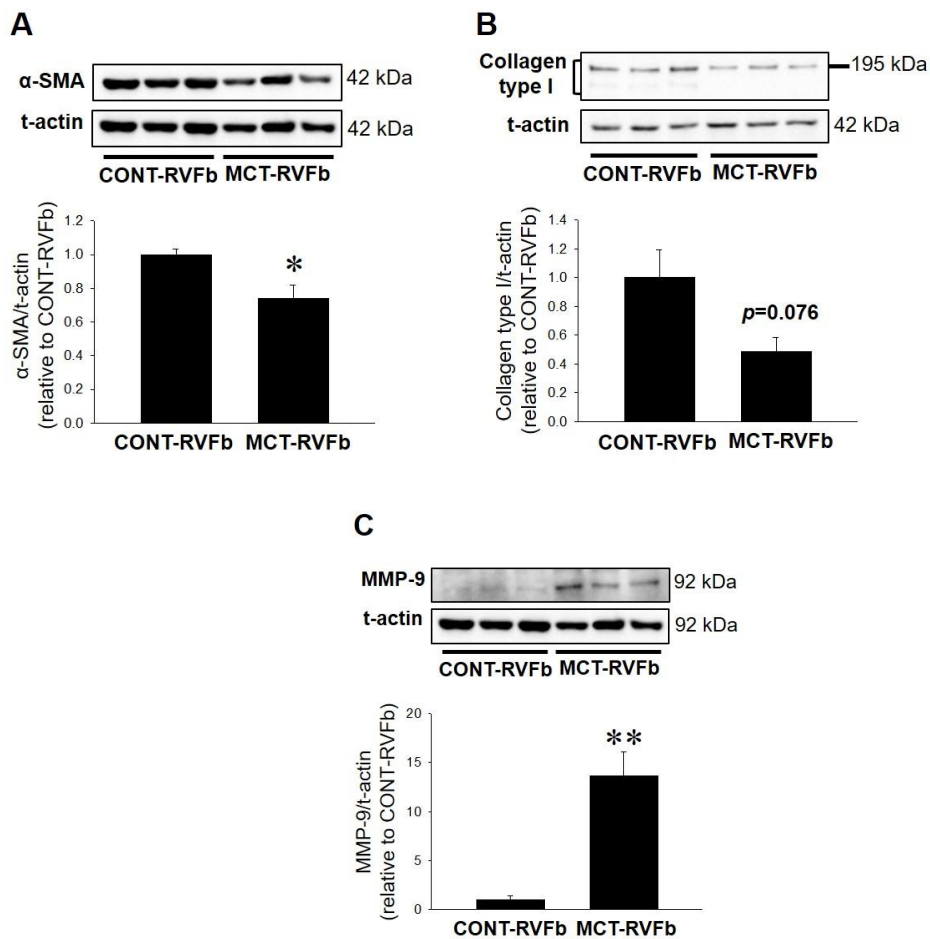 A
α-SMA
42 kDa
t-actin
42 kDa
CONT-RVFb MCT-RVFb
α-SMA/t-actin
(relative to CONT-RVFb)
1.2
1.0
0.8
0.6
0.4
0.2
0.0
*
CONT-RVFb MCT-RVFb
B
Collagen
type I
195 kDa
t-actin
42 kDa
CONT-RVFb MCT-RVFb
Collagen type I/t-actin
(relative to CONT-RVFb)
1.4
1.2
1.0
0.8
0.6
0.4
0.2
0.0
p=0.076
CONT-RVFb MCT-RVFb
C
MMP-9
92 kDa
t-actin
92 kDa
CONT-RVFb MCT-RVFb
MMP-9/t-actin
(relative to CONT-RVFb)
20
15
10
5
0
**
CONT-RVFb MCT-RVFb